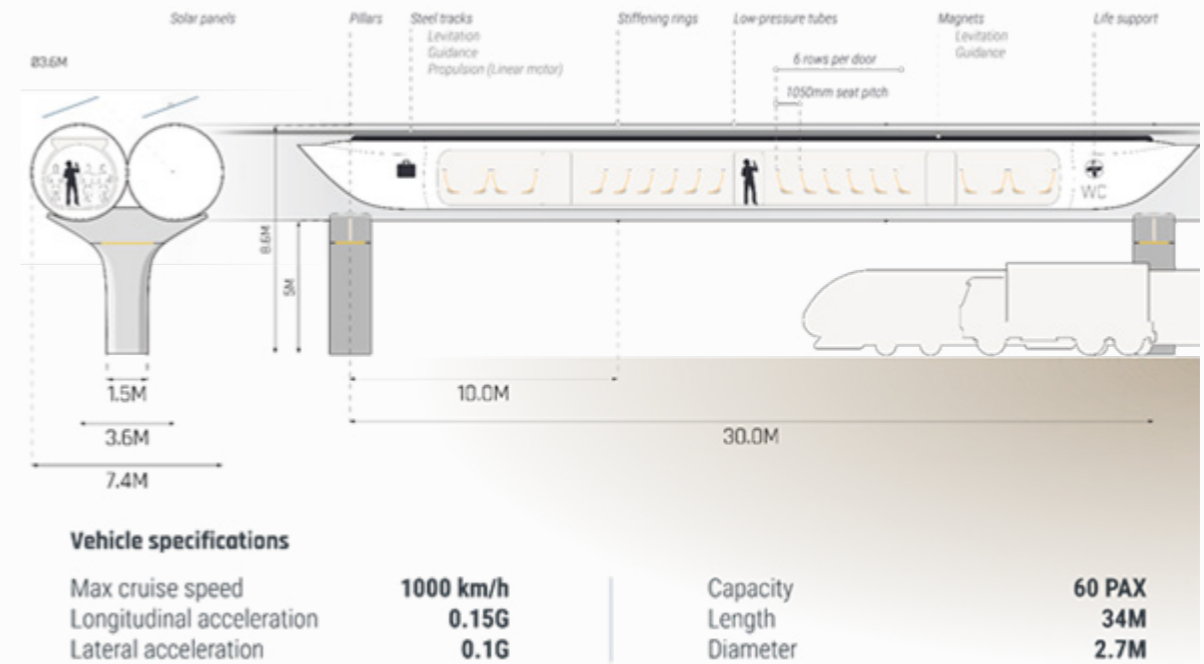 Solar panels
Pillars
Steel tracks
Levitation
Guidance
Propulsion (Linear motor)
Stiffening rings
Low-pressure tubes
Magnets
Levitation
Guidance
Life support
Ø3.6M
6 rows per door
1050mm seat pitch
WC
8.6M
5M
1.5M
3.6M
7.4M
10.0M
30.0M
Vehicle specifications
Max cruise speed 1000 km/h
Longitudinal acceleration 0.15G
Lateral acceleration 0.1G
Capacity 60 PAX
Length 34M
Diameter 2.7M